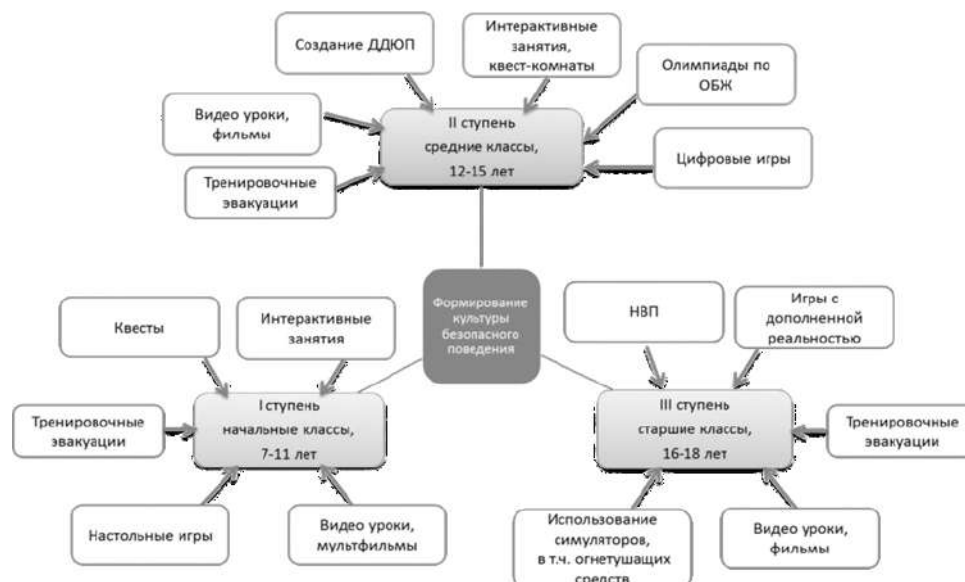 Создание ДДЮП
Интерактивные
занятия,
квест-комнаты
Олимпиады по
ОБЖ
Видео уроки,
фильмы
II ступень
средние классы,
12-15 лет
Цифровые игры
Тренировочные
эвакуации
Формирование
культуры
безопасного
поведения
Квесты
Интерактивные
занятия
НВП
Игры с
дополненной
реальностью
Тренировочные
эвакуации
I ступень
начальные классы,
7-11 лет
III ступень
старшие классы,
16-18 лет
Тренировочные
эвакуации
Настольные игры
Видео уроки,
мультфильмы
Использование
симуляторов,
в т.ч. огнетушащих
средств
Видео уроки,
фильмы